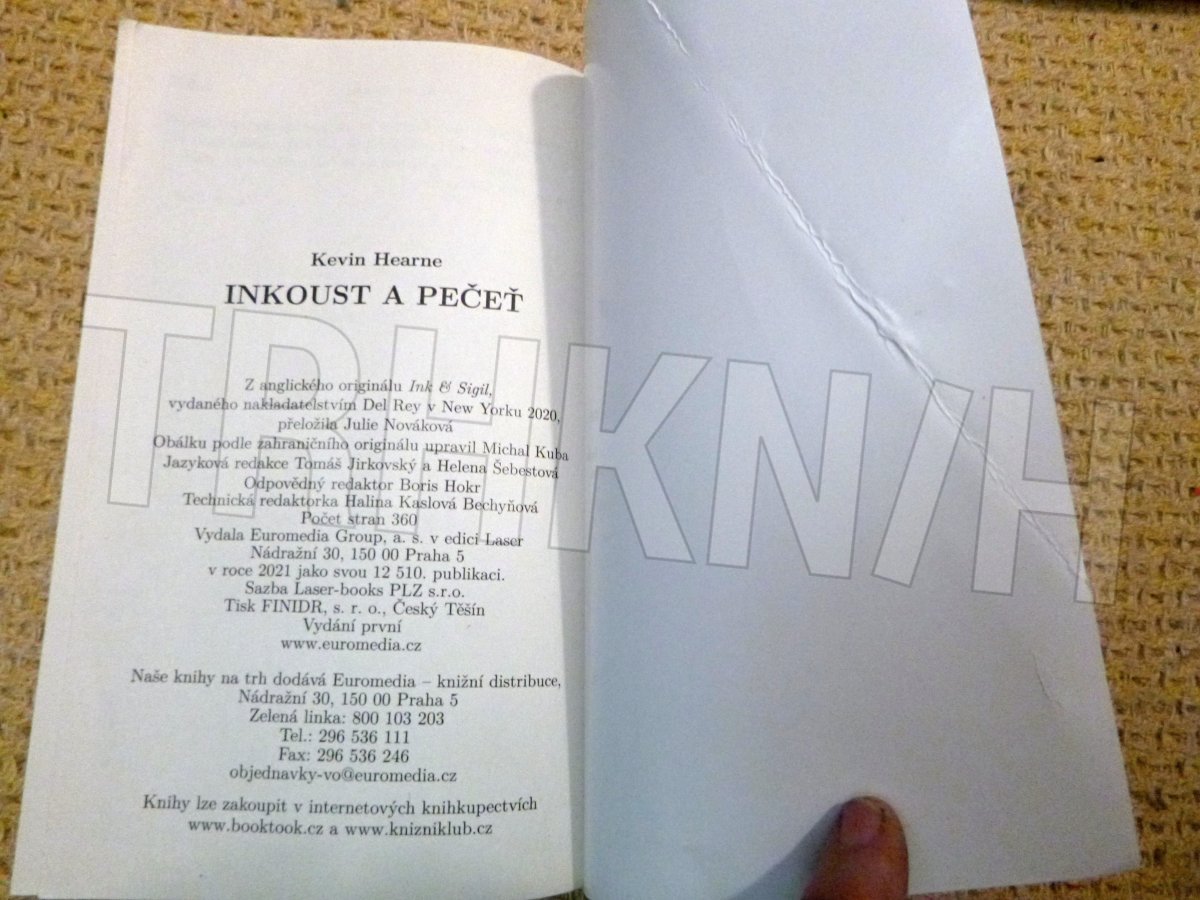 Kevin Hearne
INKOUST A PEČEŤ
Z anglického originálu Ink & Sigil,
vydaného nakladatelstvím Del Rey v New Yorku 2020,
přeložila Julie Nováková
Obálku podle zahraničního originálu upravil Michal Kuba
Jazyková redakce Tomáš Jirkovský a Helena Šebestová
Odpovědný redaktor Boris Hokr
Technická redaktorka Halina Kaslová Bechyňová
Počet stran 360
Vydala Euromedia Group, a. s. v edici Laser
Nádražní 30, 150 00 Praha 5
v roce 2021 jako svou 12 510. publikaci.
Sazba Laser-books PLZ s.r.o.
Tisk FINIDR, s. r. o., Český Těšín
Vydání první
www.euromedia.cz
Naše knihy na trh dodává Euromedia – knižní distribuce,
Nádražní 30, 150 00 Praha 5
Zelená linka: 800 103 203
Tel.: 296 536 111
Fax: 296 536 246
objednavky-vo@euromedia.cz
Knihy lze zakoupit v internetových knihkupectvích
www.booktook.cz a www.knizniklub.cz
TRHKNIH